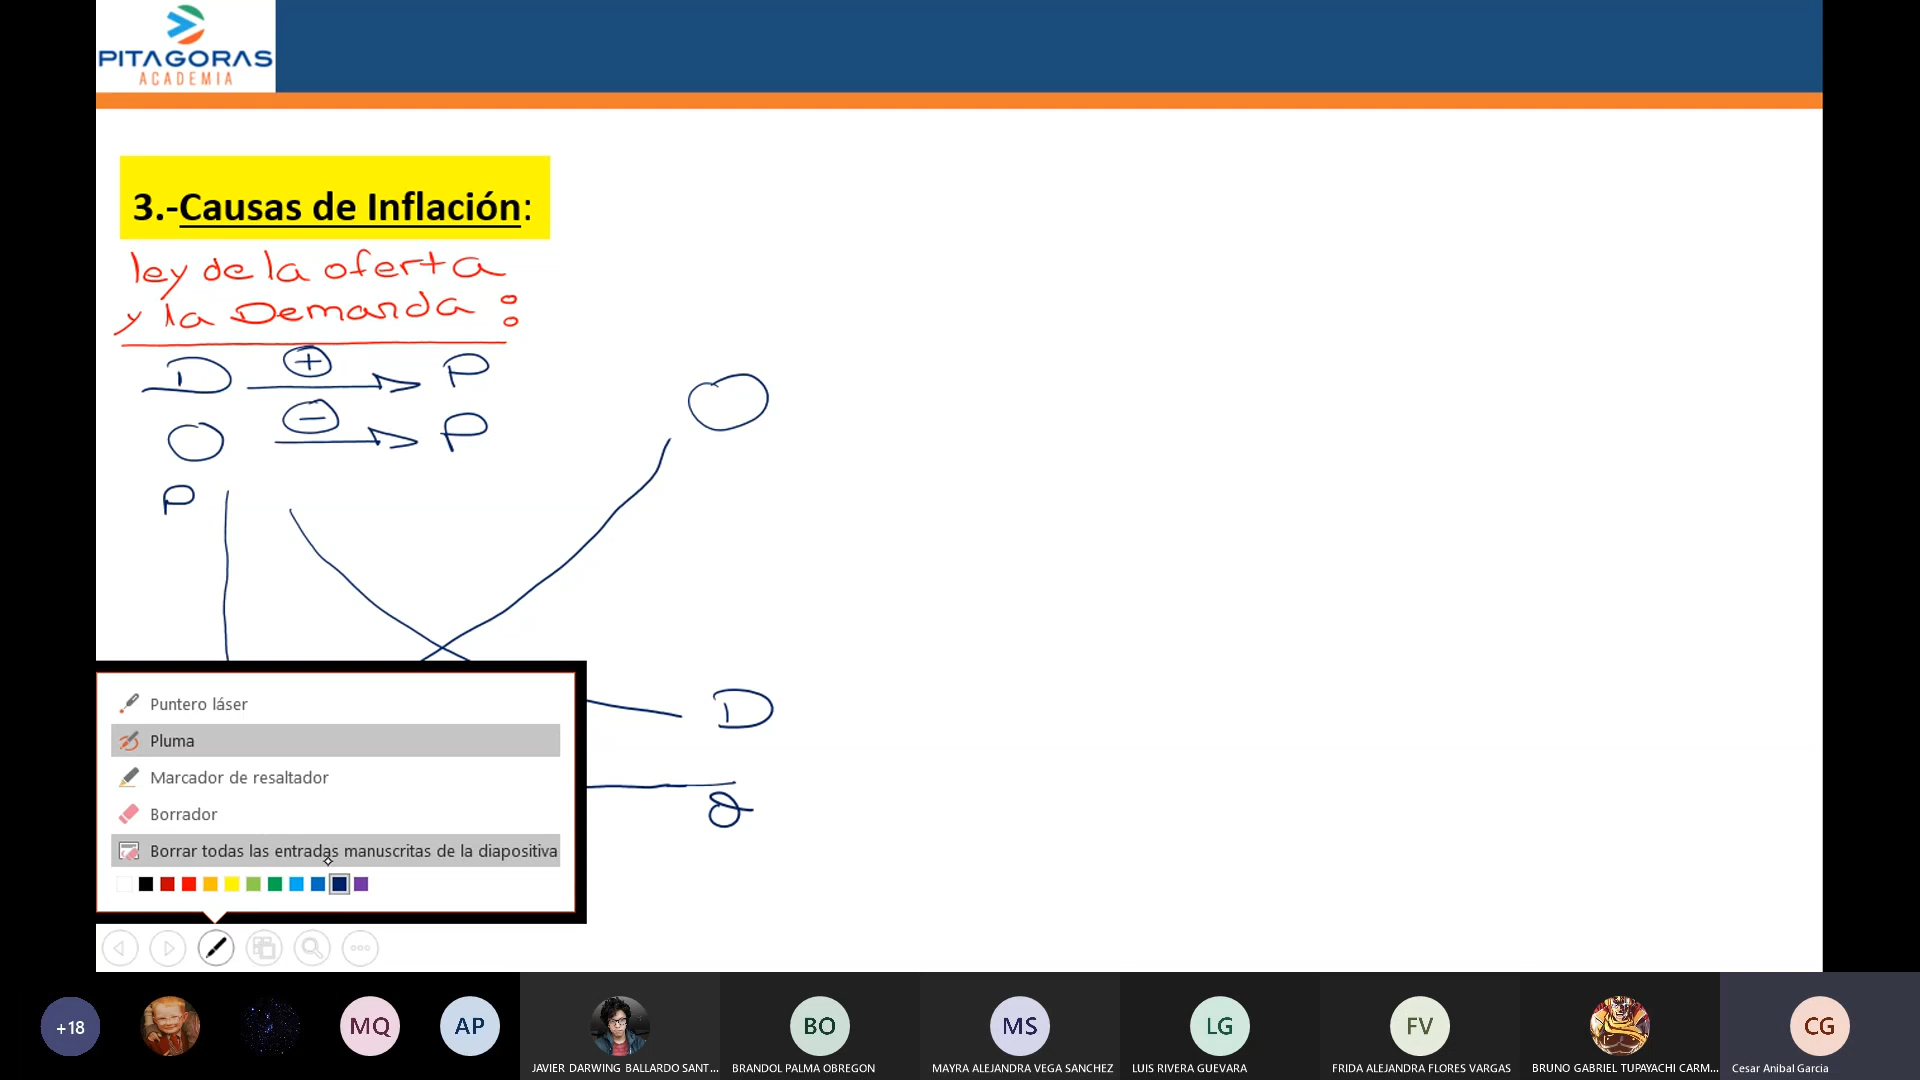 PITAGORAS
ACADEMIA
3.-Causas de Inflación:
ley de la oferta
y la Demanda :
D + P
O - P
P
O
D
Q
Puntero láser
Pluma
Marcador de resaltador
Borrador
Borrar todas las entradas manuscritas de la diapositiva
+18
MQ
AP
BO
MS
LG
FV
CG
JAVIER DARWING BALLARDO SANT...
BRANDOL PALMA OBREGON
MAYRA ALEJANDRA VEGA SANCHEZ
LUIS RIVERA GUEVARA
FRIDA ALEJANDRA FLORES VARGAS
BRUNO GABRIEL TUPAYACHI CARM...
Cesar Anibal Garcia